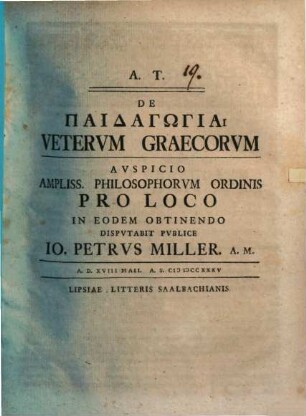 A. T. 19.
DE
ΠΑΙΔΑΓΩΓΙΑΙ
VETERVM GRAECORVM
AVSPICIO
AMPLISS. PHILOSOPHORVM ORDINIS
PRO LOCO
IN EODEM OBTINENDO
DISPVTABIT PVBLICE
IO. PETRVS MILLER. A. M.
A. D. XVIII MAII. A. S. CIƆIƆCCXXXV
LIPSIAE, LITTERIS SAALBACHIANIS.